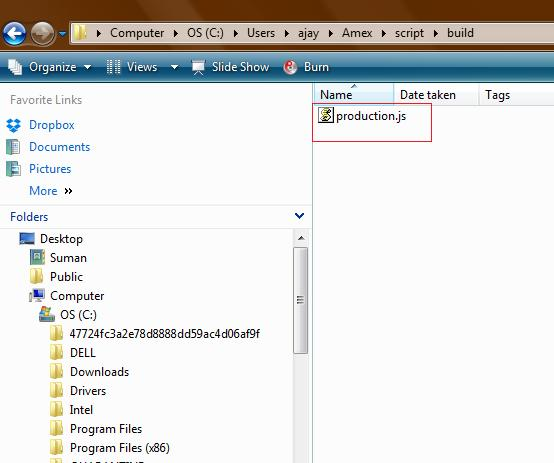 Computer OS (C:) Users ajay Amex script build
Organize Views Slide Show Burn
Favorite Links
Dropbox
Documents
Pictures
More »
Folders
Desktop
Suman
Public
Computer
OS (C:)
47724fc3a2e78d8888dd59ac4d06af9f
DELL
Downloads
Drivers
Intel
Program Files
Program Files (x86)
Name Date taken Tags
production.js